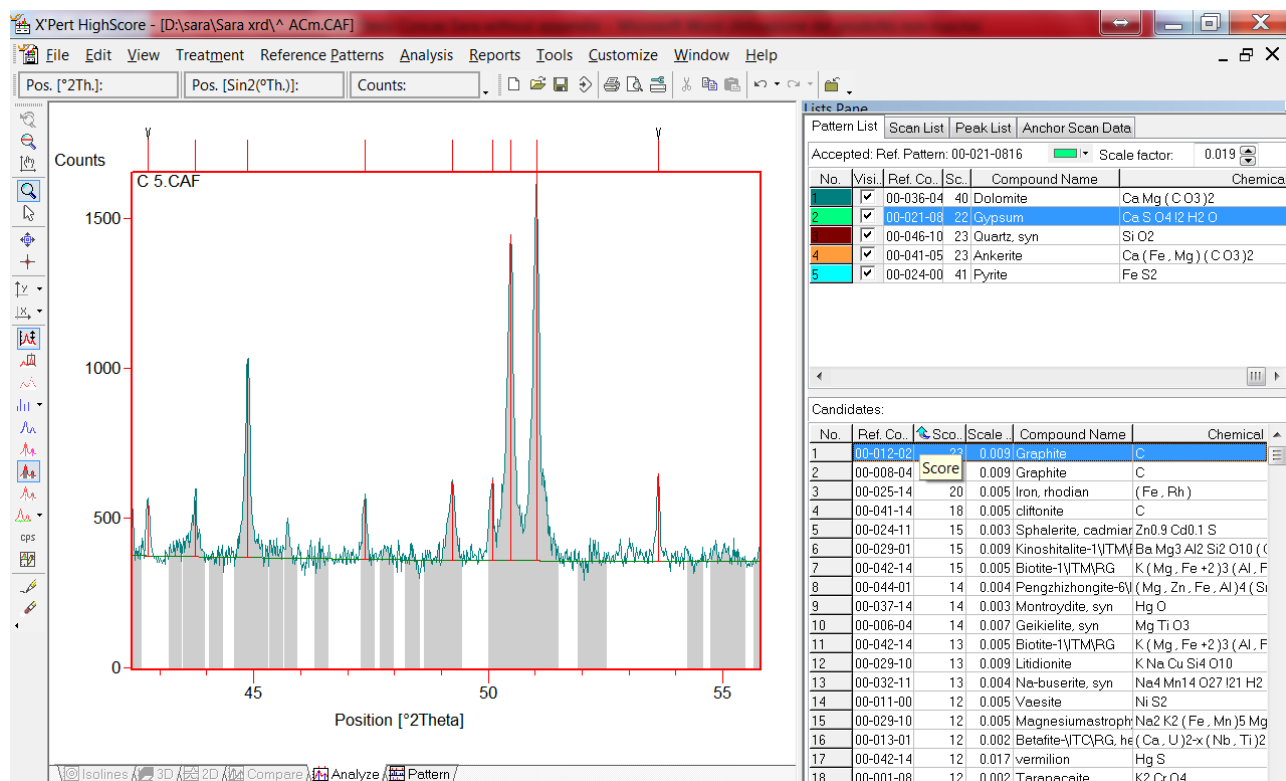 X'Pert HighScore - [D:\sara\Sara xrd\^ ACm.CAF]
File Edit View Treatment Reference Patterns Analysis Reports Tools Customize Window Help
Pos. [°2Th.]: Pos. [Sin2(°Th.)]: Counts:
Lists Pane
Pattern List Scan List Peak List Anchor Scan Data
Accepted: Ref. Pattern: 00-021-0816 Scale factor: 0.019
No. Visi.. Ref. Co.. Sc.. Compound Name Chemica
1 00-036-04 40 Dolomite Ca Mg ( C O3 )2
2 00-021-08 22 Gypsum Ca S O4 !2 H2 O
3 00-046-10 23 Quartz, syn Si O2
4 00-041-05 23 Ankerite Ca ( Fe , Mg ) ( C O3 )2
5 00-024-00 41 Pyrite Fe S2
Counts
C 5.CAF
1500
1000
500
0
45 50 55
Position [°2Theta]
cps
Isolines 3D 2D Compare Analyze Pattern
Candidates:
No. Ref. Co.. Sco.. Scale .. Compound Name Chemical
1 00-012-02 23 0.009 Graphite C
Score
2 00-008-04 0.009 Graphite C
3 00-025-14 20 0.005 Iron, rhodian ( Fe , Rh )
4 00-041-14 18 0.005 cliftonite C
5 00-024-11 15 0.003 Sphalerite, cadmiar Zn0.9 Cd0.1 S
6 00-029-01 15 0.009 Kinoshitalite-1\ITM\F Ba Mg3 Al2 Si2 O10 ( (
7 00-042-14 15 0.005 Biotite-1\ITM\RG K ( Mg , Fe +2 )3 ( Al , F
8 00-044-01 14 0.004 Pengzhizhongite-6\I ( Mg , Zn , Fe , Al )4 ( Si
9 00-037-14 14 0.003 Montroydite, syn Hg O
10 00-006-04 14 0.007 Geikielite, syn Mg Ti O3
11 00-042-14 13 0.005 Biotite-1\ITM\RG K ( Mg , Fe +2 )3 ( Al , F
12 00-029-10 13 0.009 Litidionite K Na Cu Si4 O10
13 00-032-11 13 0.004 Na-buserite, syn Na4 Mn14 O27 !21 H2
14 00-011-00 12 0.005 Vaesite Ni S2
15 00-029-10 12 0.005 Magnesiumastroph Na2 K2 ( Fe , Mn )5 Mg
16 00-013-01 12 0.002 Betafite-\ITC\RG, he ( Ca , U )2-x ( Nb , Ti )2
17 00-042-14 12 0.017 vermilion Hg S
18 00-001-08 12 0.002 Tarapacaite K2 Cr O4